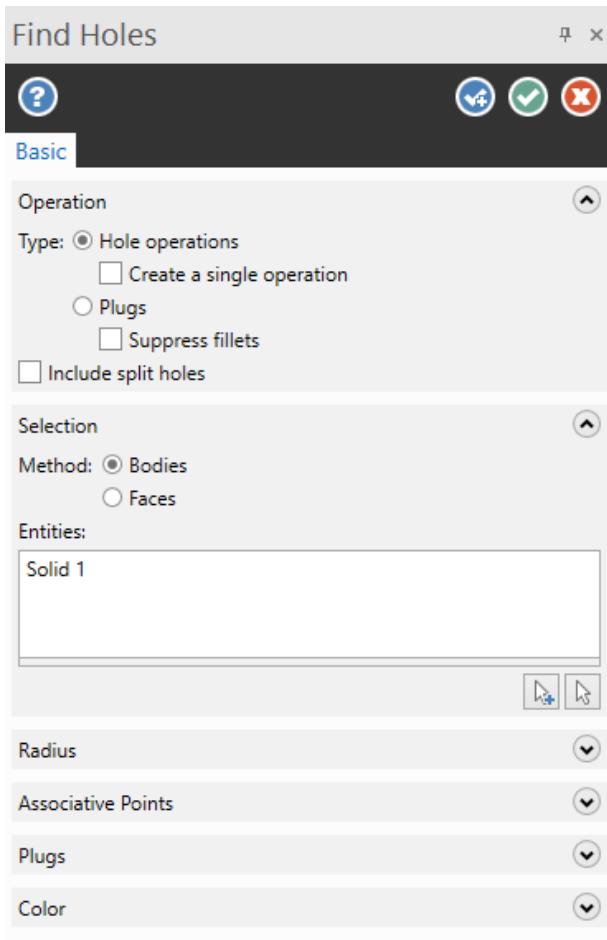 Find Holes
?
Basic
Operation
Type: Hole operations
Create a single operation
Plugs
Suppress fillets
Include split holes
Selection
Method: Bodies
Faces
Entities:
Solid 1
Radius
Associative Points
Plugs
Color